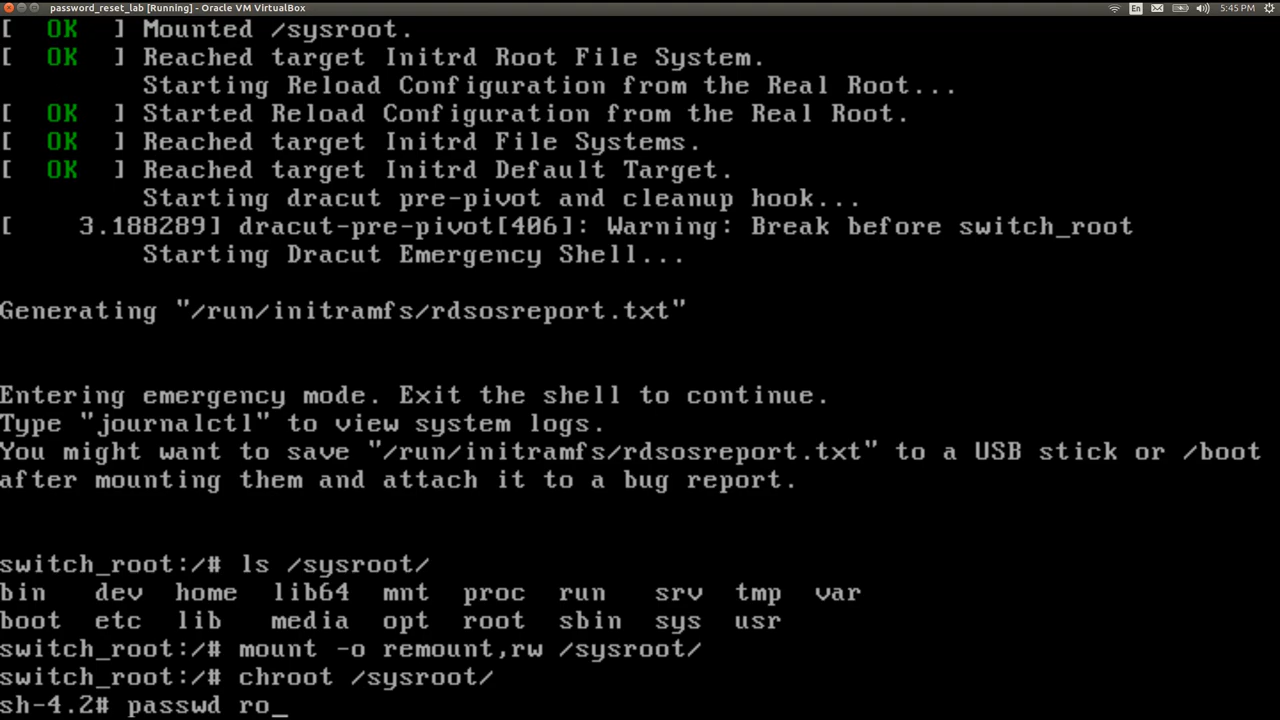 password_reset_lab [Running] - Oracle VM VirtualBox
En
5:45 PM
[  OK  ] Mounted /sysroot.
[  OK  ] Reached target Initrd Root File System.
         Starting Reload Configuration from the Real Root...
[  OK  ] Started Reload Configuration from the Real Root.
[  OK  ] Reached target Initrd File Systems.
[  OK  ] Reached target Initrd Default Target.
         Starting dracut pre-pivot and cleanup hook...
[    3.188289] dracut-pre-pivot[406]: Warning: Break before switch_root
         Starting Dracut Emergency Shell...
Generating "/run/initramfs/rdsosreport.txt"
Entering emergency mode. Exit the shell to continue.
Type "journalctl" to view system logs.
You might want to save "/run/initramfs/rdsosreport.txt" to a USB stick or /boot
after mounting them and attach it to a bug report.
switch_root:/# ls /sysroot/
bin   dev  home  lib64  mnt  proc  run   srv  tmp  var
boot  etc  lib   media  opt  root  sbin  sys  usr
switch_root:/# mount -o remount,rw /sysroot/
switch_root:/# chroot /sysroot/
sh-4.2# passwd ro_